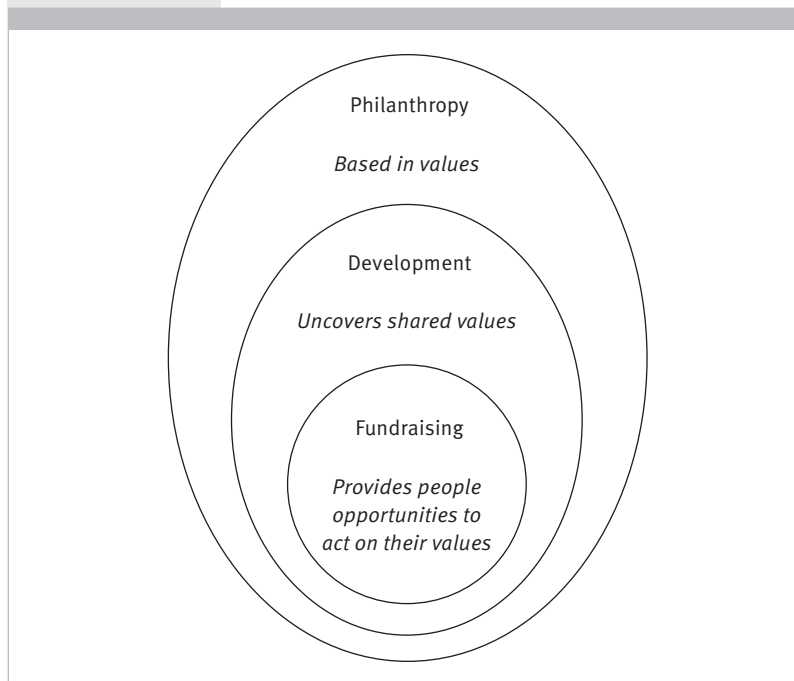 Philanthropy
Based in values
Development
Uncovers shared values
Fundraising
Provides people
opportunities to
act on their values